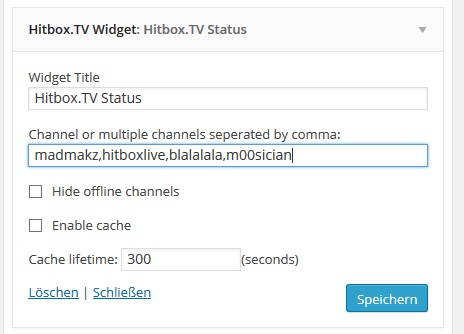 Hitbox.TV Widget: Hitbox.TV Status
Widget Title
Hitbox.TV Status
Channel or multiple channels seperated by comma:
madmakz,hitboxlive,blalalala,m00sician
Hide offline channels
Enable cache
Cache lifetime: 300 (seconds)
Löschen | Schließen Speichern